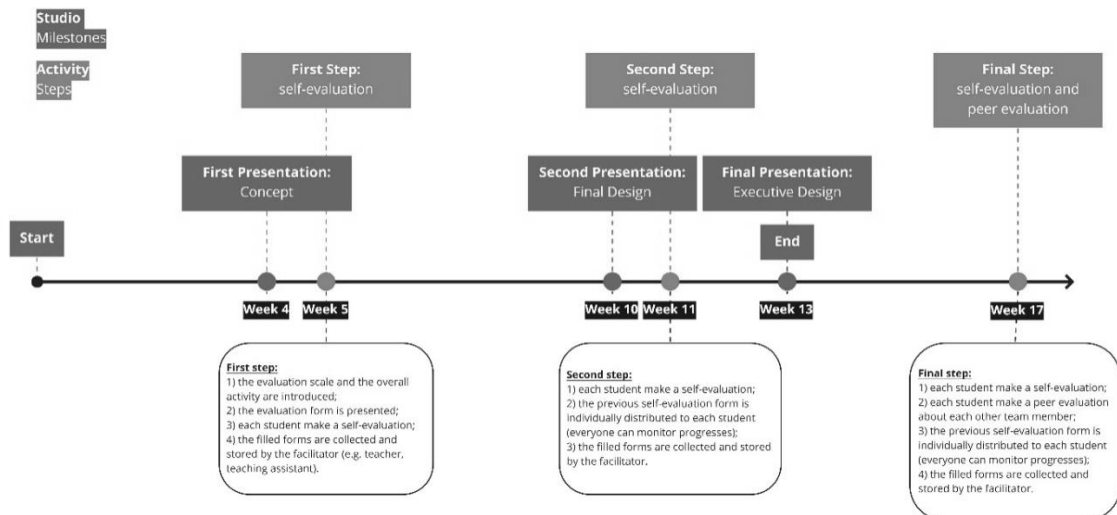 Studio
Milestones
Activity
Steps
First Step:
self-evaluation
Second Step:
self-evaluation
Final Step:
self-evaluation and
peer evaluation
First Presentation:
Concept
Second Presentation:
Final Design
Final Presentation:
Executive Design
Start
End
Week 4
Week 5
Week 10
Week 11
Week 13
Week 17
First step:
1) the evaluation scale and the overall
activity are introduced;
2) the evaluation form is presented;
3) each student make a self-evaluation;
4) the filled forms are collected and
stored by the facilitator (e.g. teacher,
teaching assistant).
Second step:
1) each student make a self-evaluation;
2) the previous self-evaluation form is
individually distributed to each student
(everyone can monitor progresses);
3) the filled forms are collected and stored
by the facilitator.
Final step:
1) each student make a self-evaluation;
2) each student make a peer evaluation
about each other team member;
3) the previous self-evaluation form is
individually distributed to each student
(everyone can monitor progresses);
4) the filled forms are collected and
stored by the facilitator.